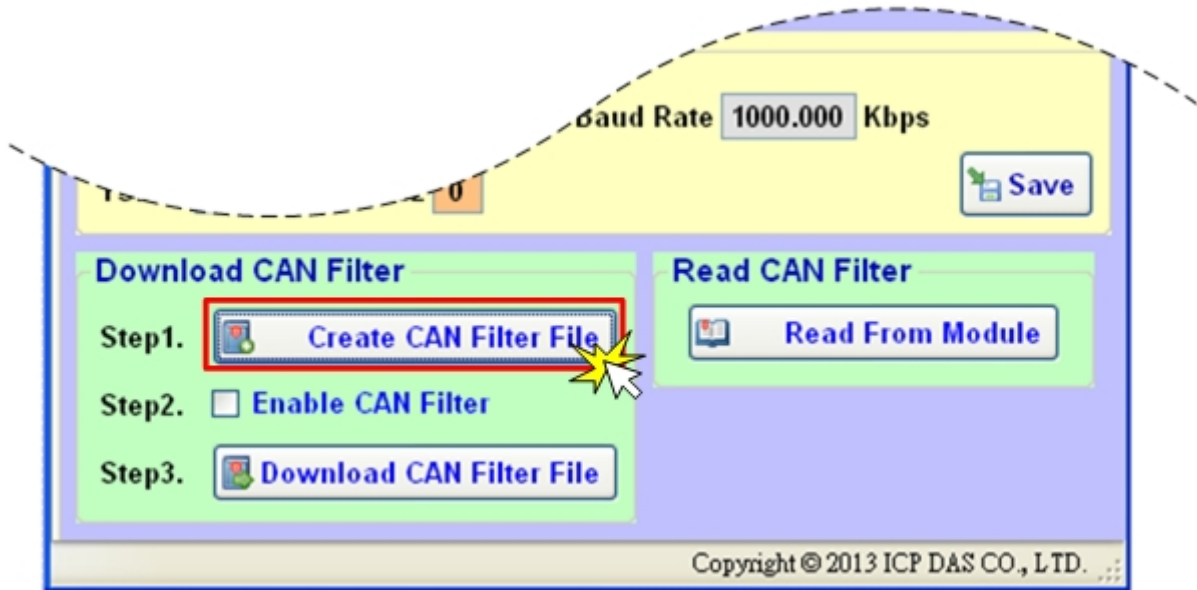 Baud Rate 1000.000 Kbps
0
Save
Download CAN Filter
Step1. Create CAN Filter File
Step2. Enable CAN Filter
Step3. Download CAN Filter File
Read CAN Filter
Read From Module
Copyright © 2013 ICP DAS CO., LTD.